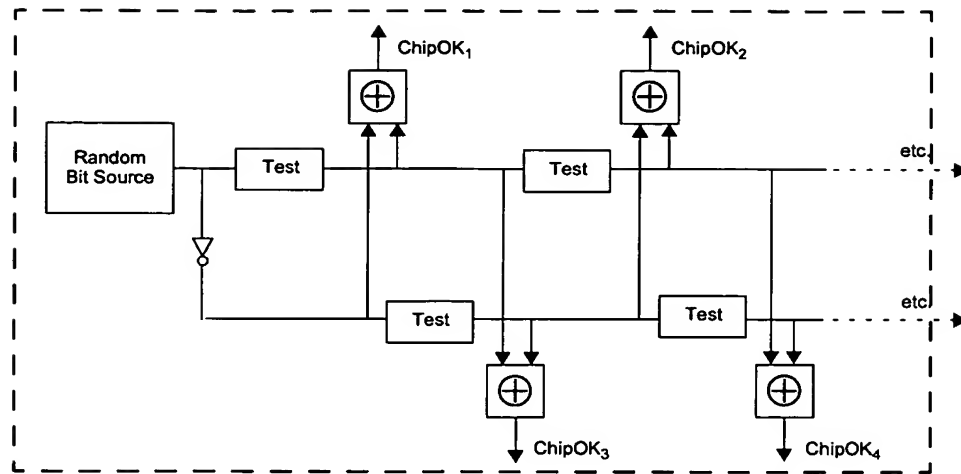 ChipOK₁
ChipOK₂
Random
Bit Source
Test
Test
etc.
Test
Test
etc
ChipOK₃
ChipOK₄